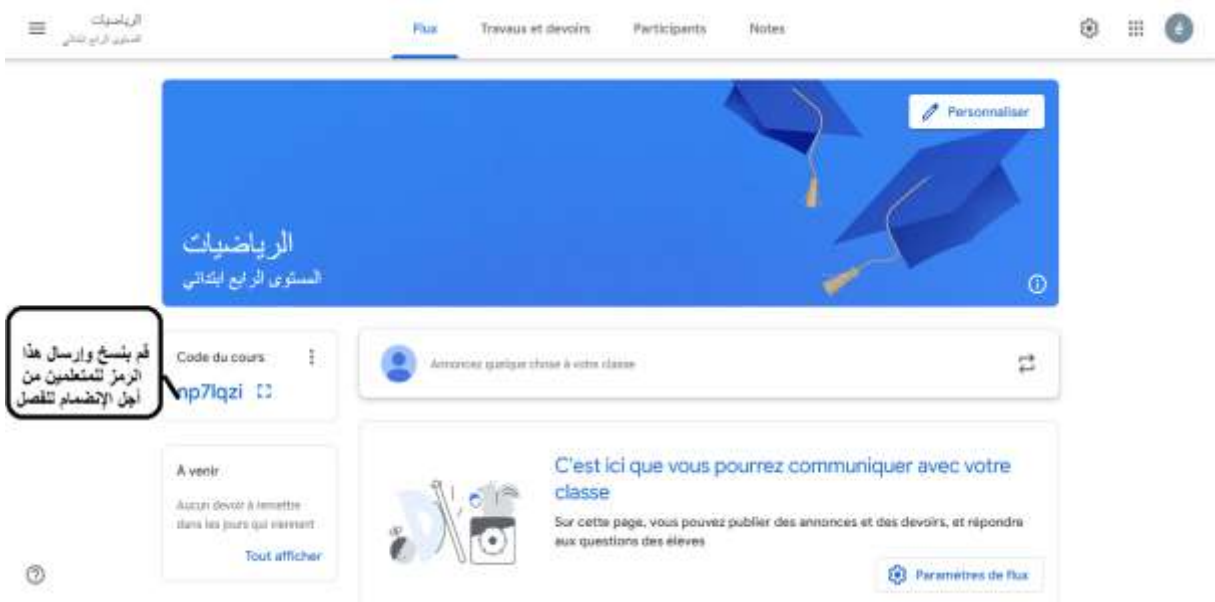 الرياضيات
المستوى الرابع ابتدائي
Flux Travaux et devoirs Participants Notes
é
Personnaliser
الرياضيات
المستوى الرابع ابتدائي
قم بنسخ وإرسال هذا
الرمز للمتعلمين من
أجل الإنضمام للفصل
Code du cours
np7lqzi
Annoncez quelque chose à votre classe
À venir
Aucun devoir à remettre
dans les jours qui viennent
Tout afficher
C'est ici que vous pourrez communiquer avec votre
classe
Sur cette page, vous pouvez publier des annonces et des devoirs, et répondre
aux questions des élèves
Paramètres de flux